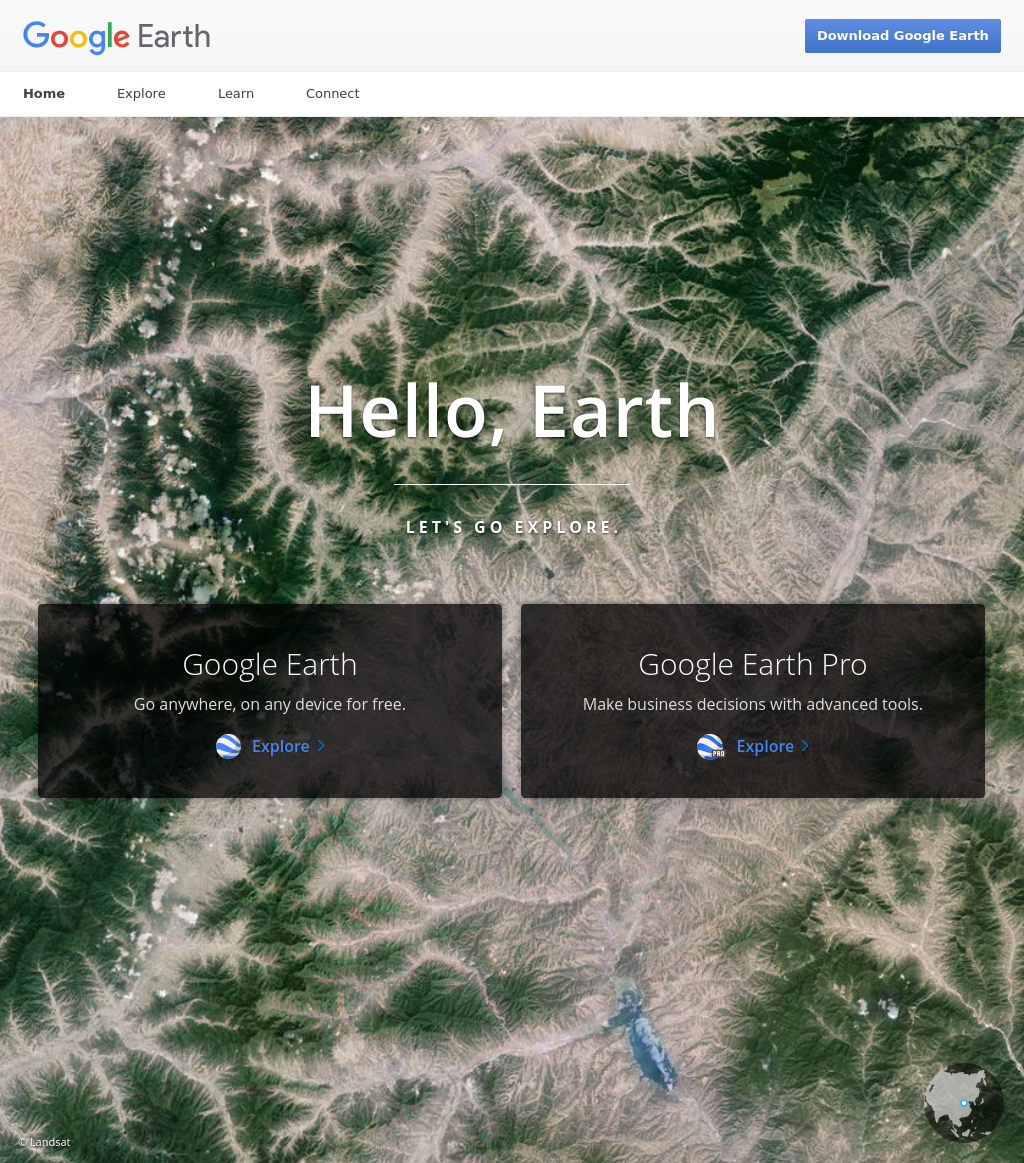 Google Earth
Download Google Earth
Home
Explore
Learn
Connect
Hello, Earth
LET'S GO EXPLORE.
Google Earth
Go anywhere, on any device for free.
Explore
Google Earth Pro
Make business decisions with advanced tools.
PRO
Explore
© Landsat